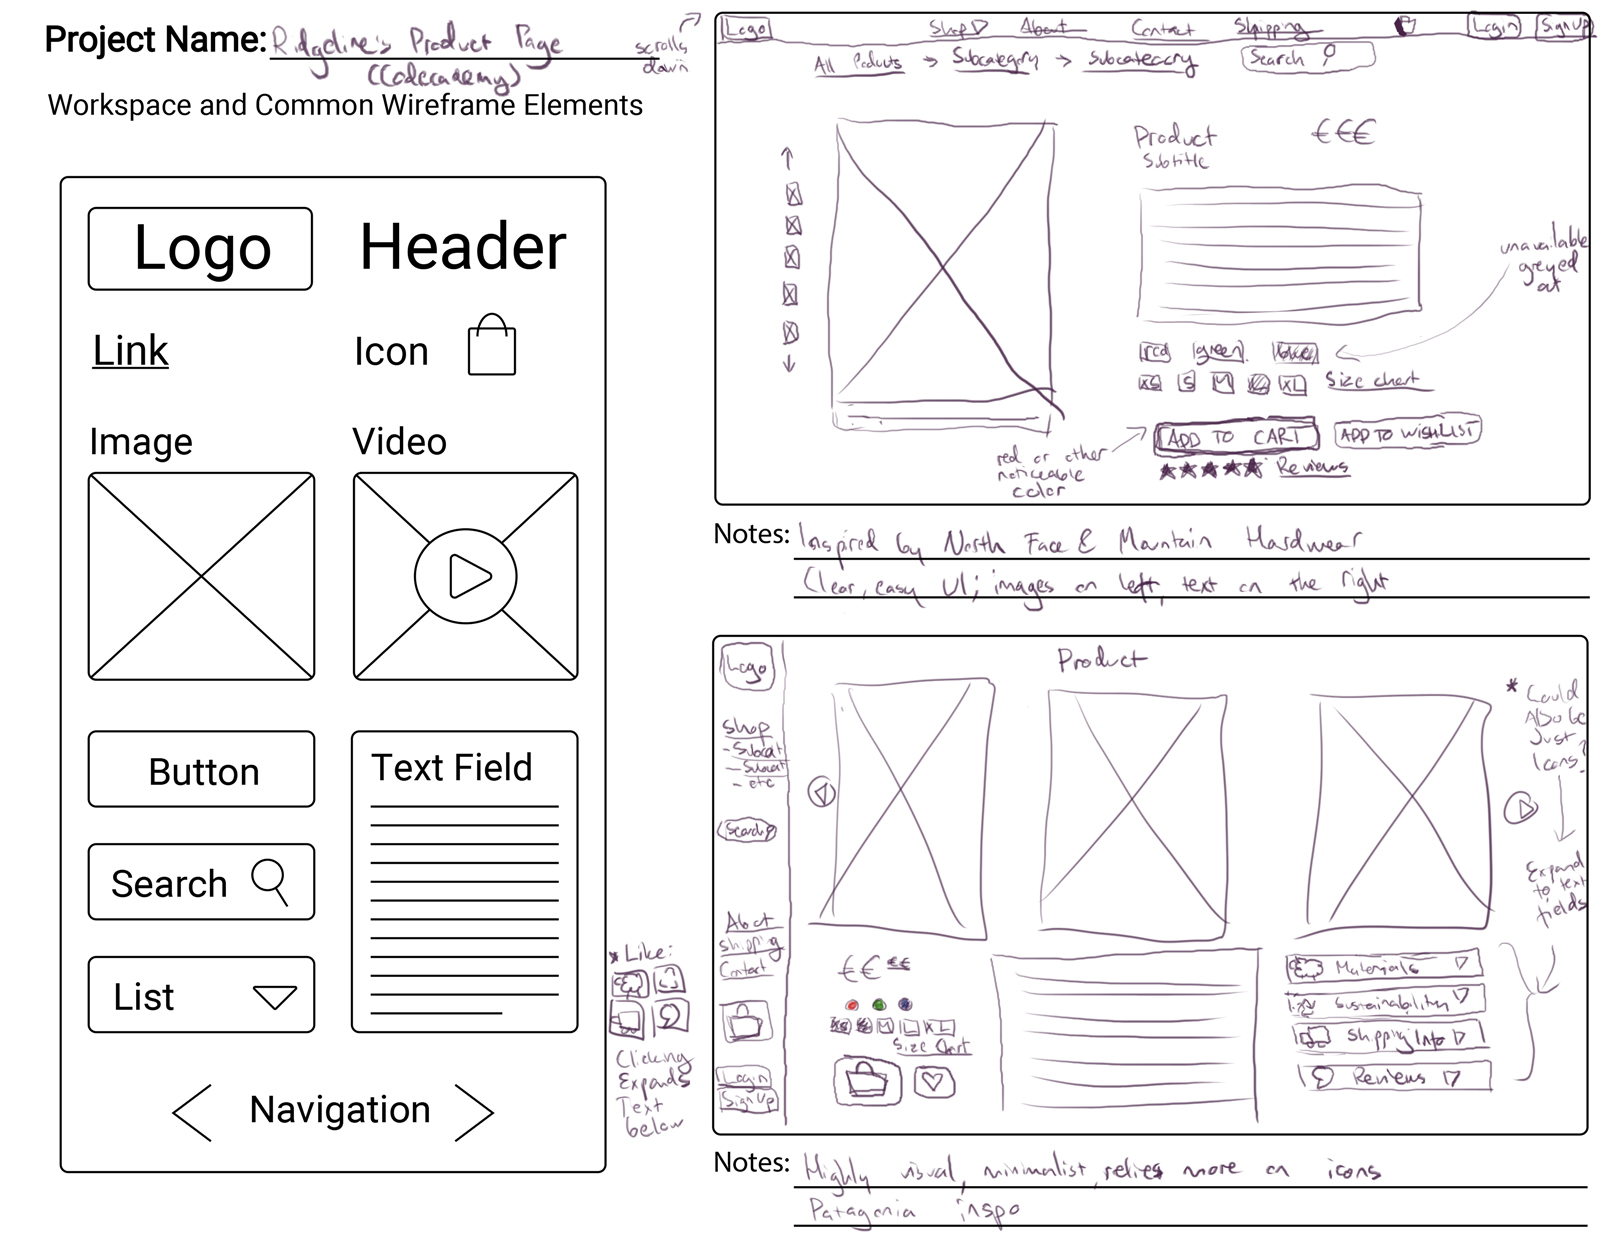 Project Name: Ridgeline's Product Page
(Codecademy)
Workspace and Common Wireframe Elements
Logo
Header
Link
Icon
Image
Video
Button
Text Field
Search
List
Navigation
scrolls
down
Logo
Shop
About
Contact
Shipping
Login
Sign Up
All Poducts → Subcategory → Subcategory
Search
Product
Subtitle
€€€
unavailable
greyed
out
red
green
XS
S
M
XL
Size chart
ADD TO CART
ADD TO WISHLIST
★★★★★ Reviews
red or other
noticeable
color
Notes: Inspired by North Face & Mountain Hardwear
Clear, easy UI; images on left, text on the right
Logo
Shop
- Subcat
- Subcat
- etc
Search
About
Shipping
Contact
Login
Sign Up
Product
€€ €€
XS
S
M
L
XL
Size Chart
Materials
Sustainability
Shipping Info
Reviews
* Could
Also be
Just
Icons?
Expand
to text
fields
* Like:
Clicking
Expands
Text
below
Notes: Highly visual, minimalist, relies more on icons
Patagonia inspo